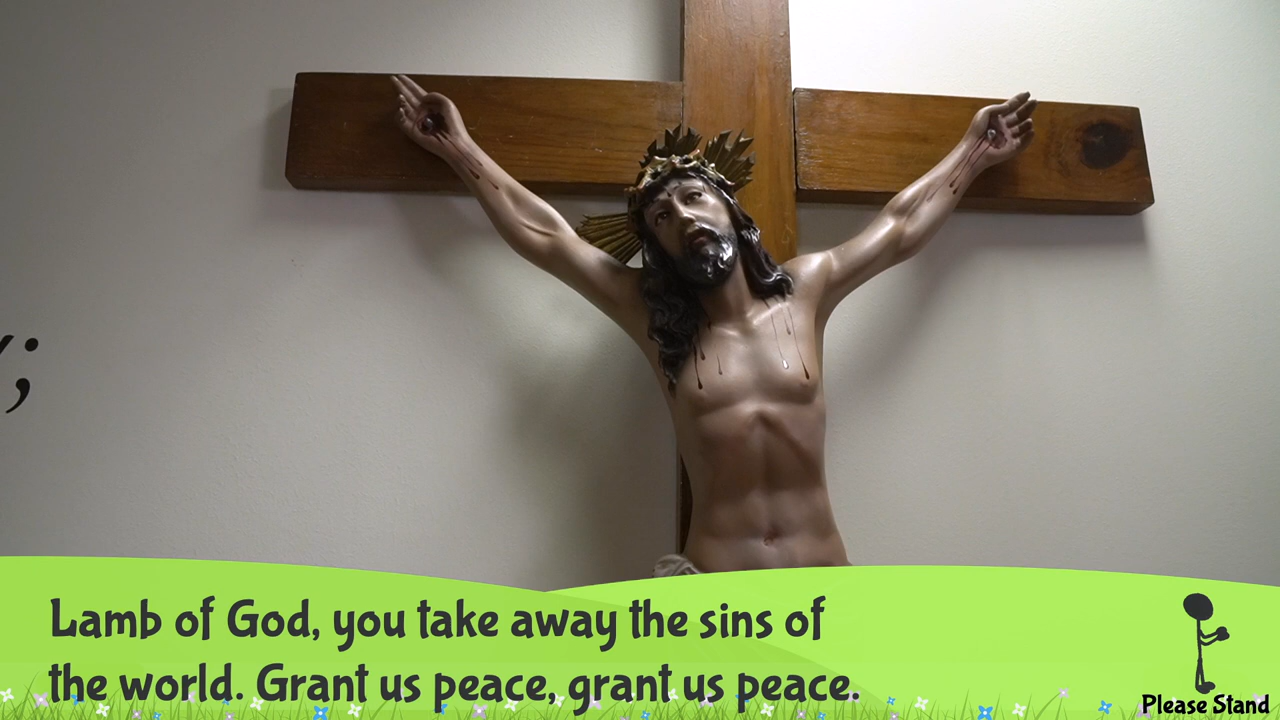 ;
Lamb of God, you take away the sins of
the world. Grant us peace, grant us peace.
Please Stand